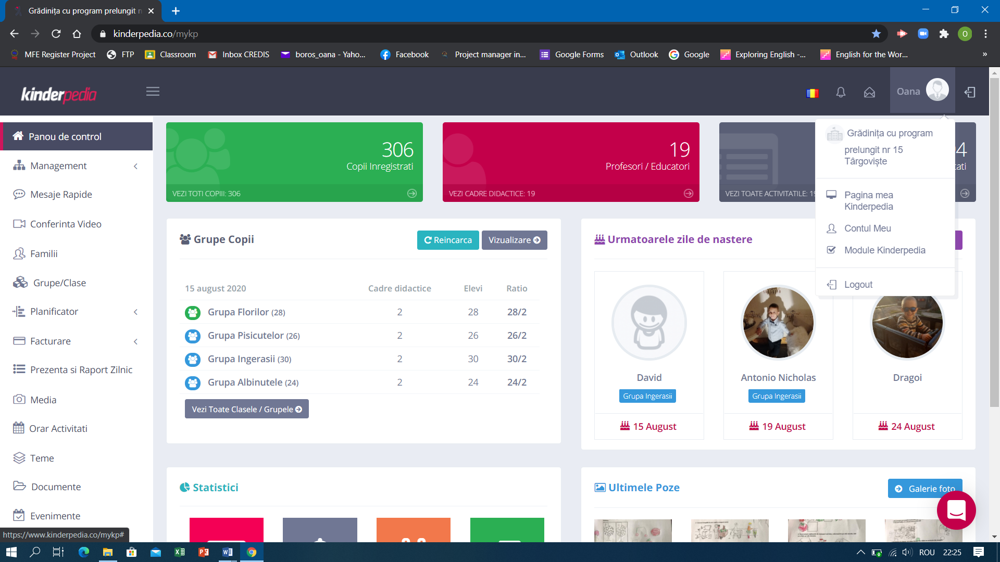 Grădinița cu program prelungit n
kinderpedia.co/mykp
O
MFE Register Project
FTP
Classroom
Inbox CREDIS
boros_oana - Yaho...
Facebook
Project manager in...
Google Forms
Outlook
Google
Exploring English -...
English for the Wor...
»
kinderpedia
Oana
Panou de control
Management
Mesaje Rapide
Conferinta Video
Familii
Grupe/Clase
Planificator
Facturare
Prezenta si Raport Zilnic
Media
Orar Activitati
Teme
Documente
Evenimente
https://www.kinderpedia.co/mykp#
306
Copii Inregistrati
VEZI TOTI COPIII: 306
19
Profesori / Educatori
VEZI CADRE DIDACTICE: 19
4
VEZI TOATE ACTIVITATILE: 19
Grădinița cu program
prelungit nr 15
Târgoviște
Pagina mea
Kinderpedia
Contul Meu
Module Kinderpedia
Logout
Grupe Copii
Reincarca
Vizualizare
15 august 2020 Cadre didactice Elevi Ratio
Grupa Florilor (28) 2 28 28/2
Grupa Pisicutelor (26) 2 26 26/2
Grupa Ingerasii (30) 2 30 30/2
Grupa Albinutele (24) 2 24 24/2
Vezi Toate Clasele / Grupele
Urmatoarele zile de nastere
David
Grupa Ingerasii
15 August
Antonio Nicholas
Grupa Ingerasii
19 August
Dragoi
24 August
Statistici
Ultimele Poze
Galerie foto
ROU
22:25